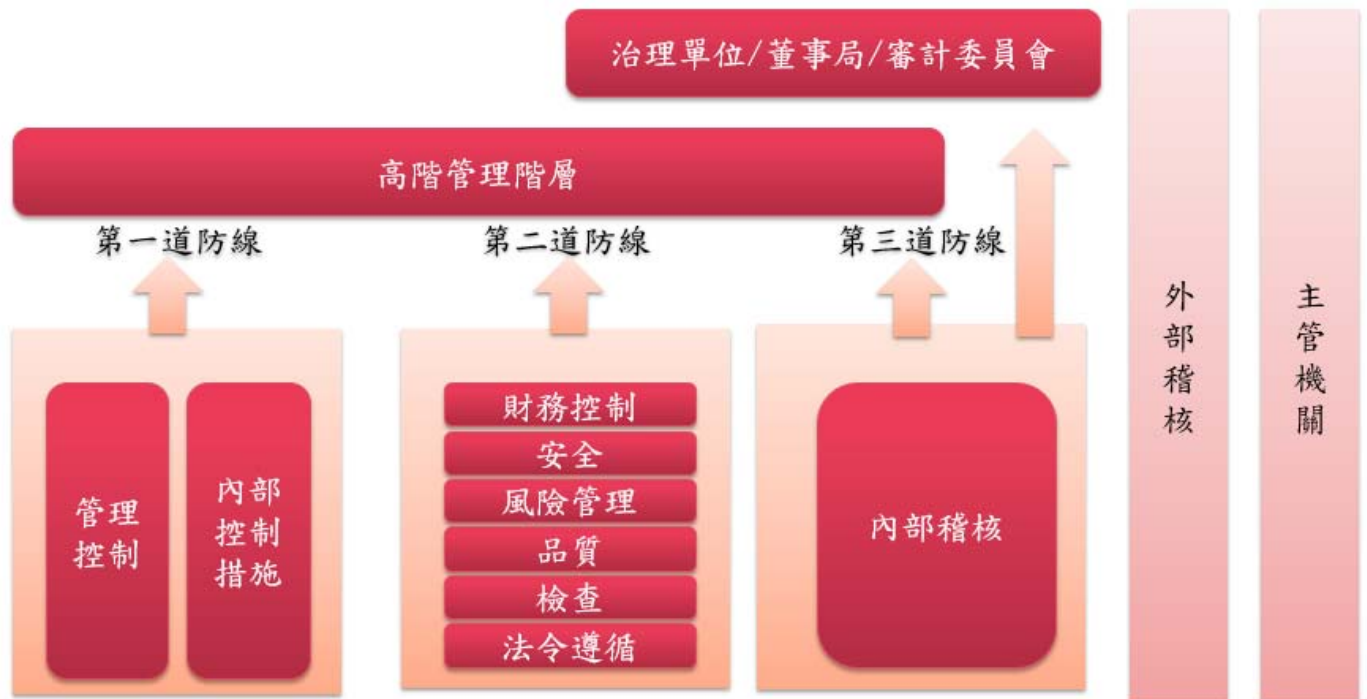 治理單位/董事局/審計委員會
高階管理階層
第一道防線
第二道防線
第三道防線
管理
控制
內部
控制
措施
財務控制
安全
風險管理
品質
檢查
法令遵循
內部稽核
外部稽核
主管機關